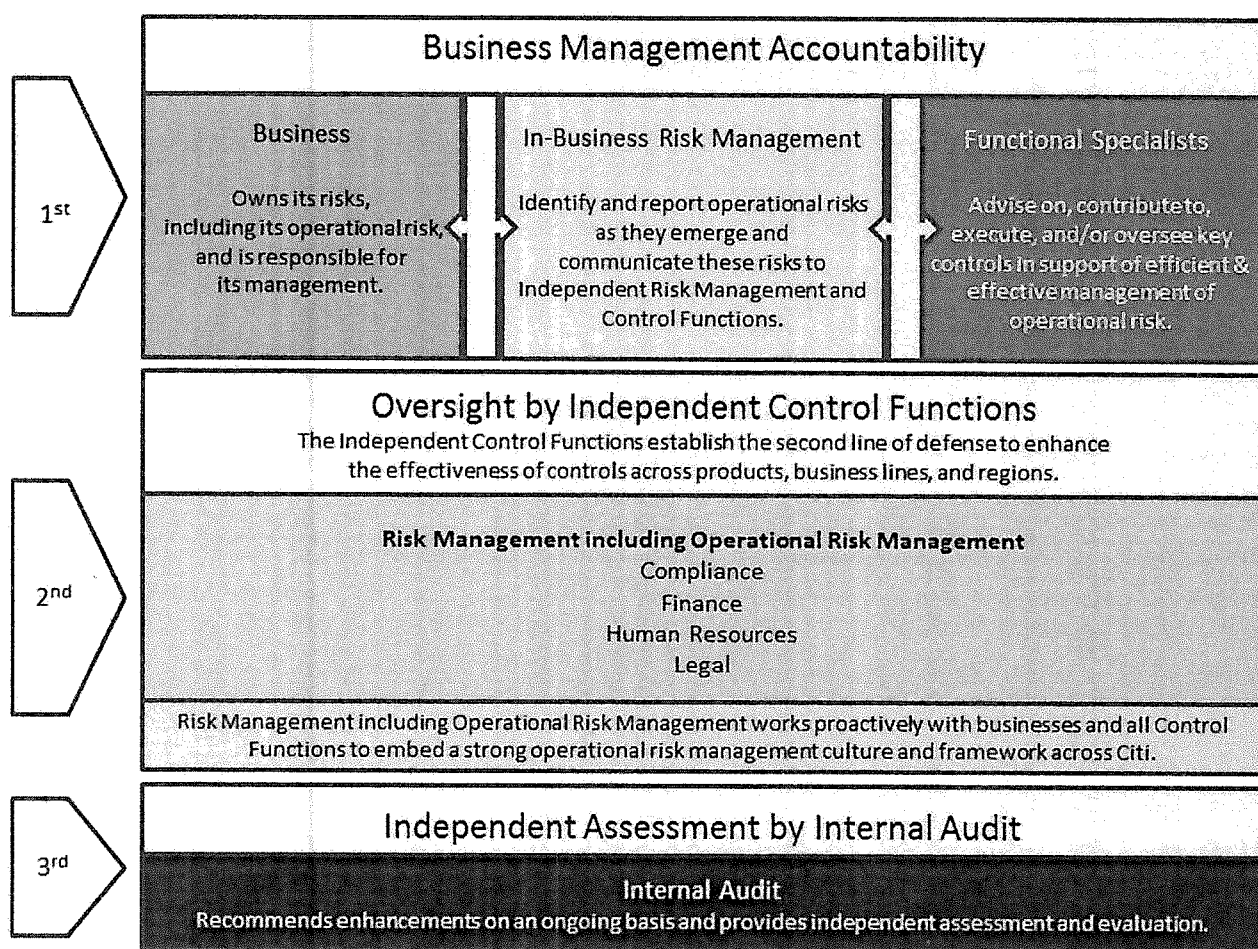 Business Management Accountability
1st
Business
Owns its risks,
including its operational risk,
and is responsible for
its management.
In-Business Risk Management
Identify and report operational risks
as they emerge and
communicate these risks to
Independent Risk Management and
Control Functions.
Functional Specialists
Advise on, contribute to,
execute, and/or oversee key
controls in support of efficient &
effective management of
operational risk.
2nd
Oversight by Independent Control Functions
The Independent Control Functions establish the second line of defense to enhance
the effectiveness of controls across products, business lines, and regions.
Risk Management including Operational Risk Management
Compliance
Finance
Human Resources
Legal
Risk Management including Operational Risk Management works proactively with businesses and all Control
Functions to embed a strong operational risk management culture and framework across Citi.
3rd
Independent Assessment by Internal Audit
Internal Audit
Recommends enhancements on an ongoing basis and provides independent assessment and evaluation.